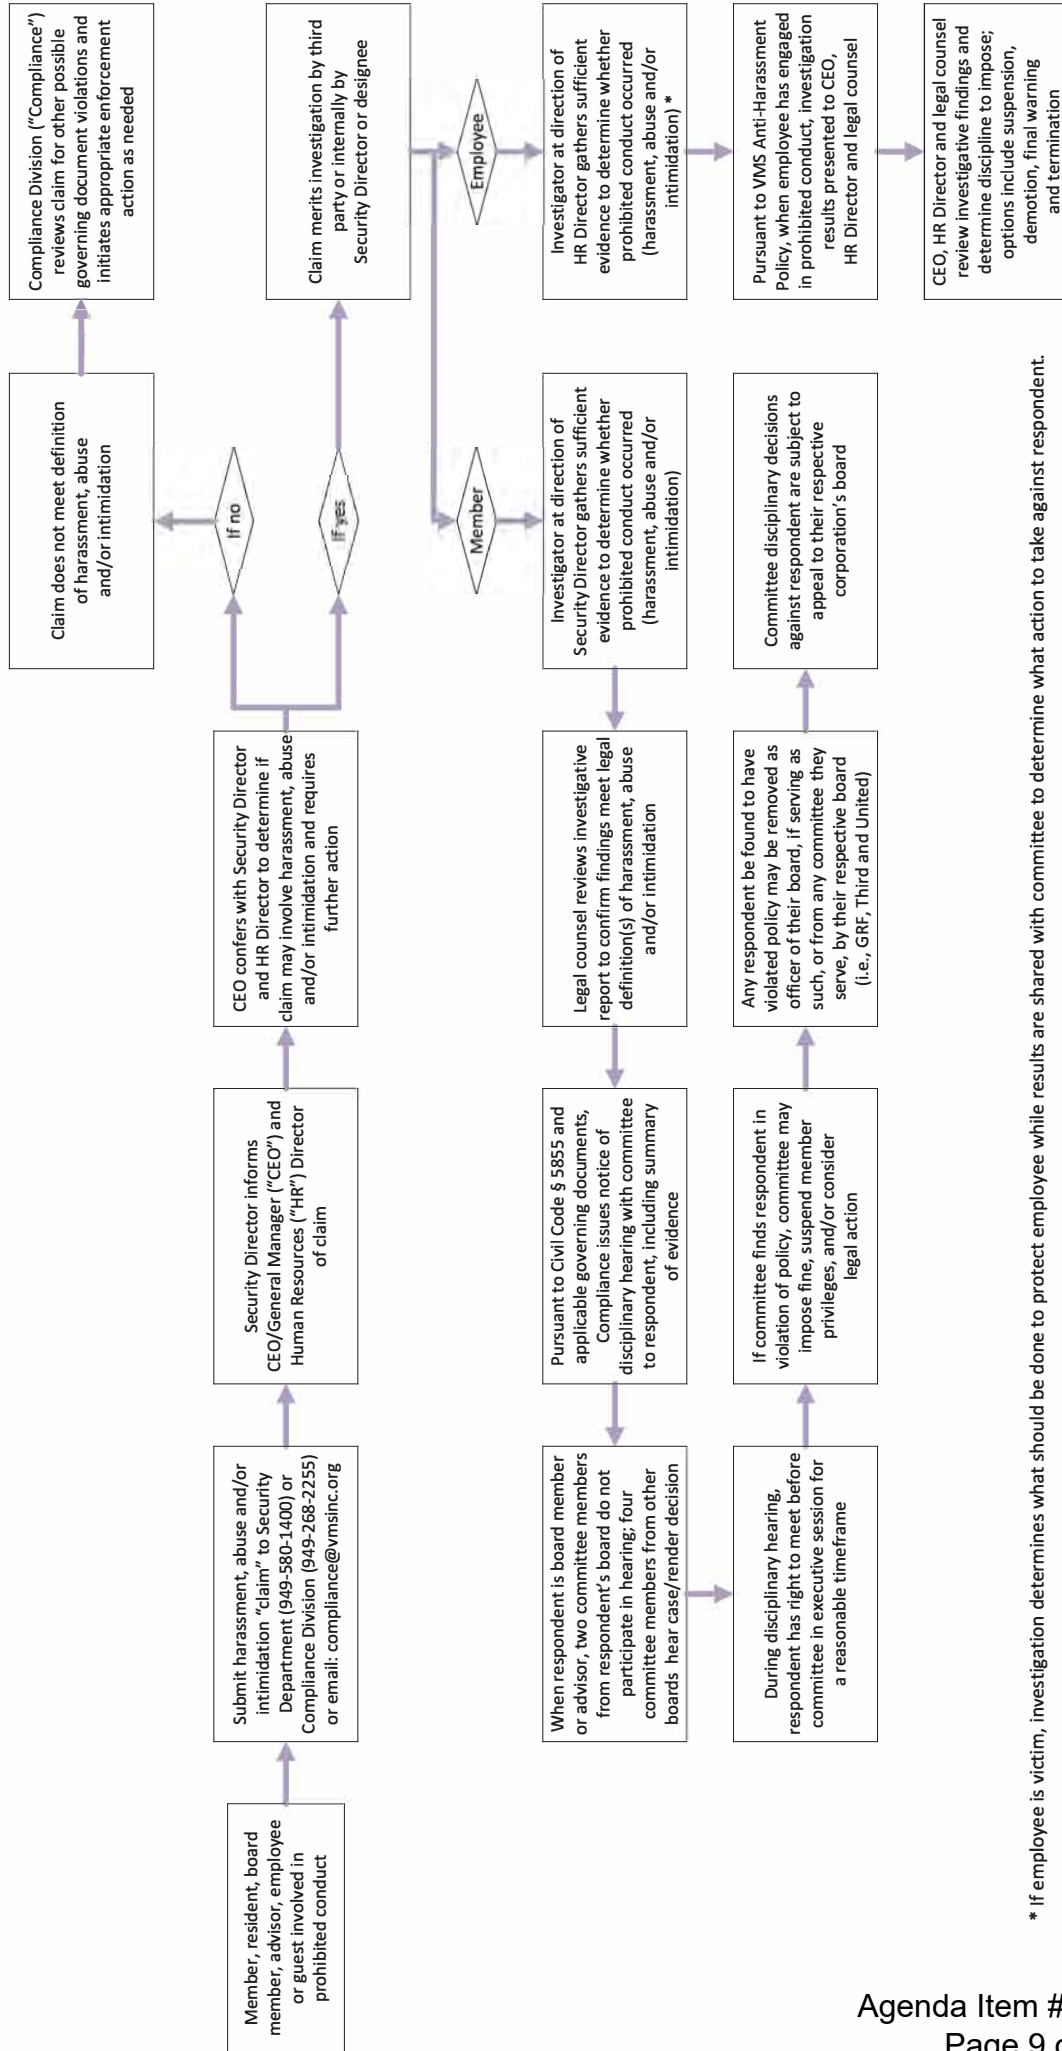 Member, resident, board
member, advisor, employee
or guest involved in
prohibited conduct
Submit harassment, abuse and/or
intimidation “claim” to Security
Department (949-580-1400) or
Compliance Division (949-268-2255)
or email: compliance@vmsinc.org
Security Director informs
CEO/General Manager (“CEO”) and
Human Resources (“HR”) Director
of claim
CEO confers with Security Director
and HR Director to determine if
claim may involve harassment, abuse
and/or intimidation and requires
further action
If no
Claim does not meet definition
of harassment, abuse
and/or intimidation
Compliance Division (“Compliance”)
reviews claim for other possible
governing document violations and
initiates appropriate enforcement
action as needed
If yes
Claim merits investigation by third
party or internally by
Security Director or designee
Member
Employee
Investigator at direction of
Security Director gathers sufficient
evidence to determine whether
prohibited conduct occurred
(harassment, abuse and/or
intimidation)
Legal counsel reviews investigative
report to confirm findings meet legal
definition(s) of harassment, abuse
and/or intimidation
Pursuant to Civil Code § 5855 and
applicable governing documents,
Compliance issues notice of
disciplinary hearing with committee
to respondent, including summary
of evidence
When respondent is board member
or advisor, two committee members
from respondent’s board do not
participate in hearing; four
committee members from other
boards hear case/render decision
During disciplinary hearing,
respondent has right to meet before
committee in executive session for
a reasonable timeframe
If committee finds respondent in
violation of policy, committee may
impose fine, suspend member
privileges, and/or consider
legal action
Any respondent be found to have
violated policy may be removed as
officer of their board, if serving as
such, or from any committee they
serve, by their respective board
(i.e., GRF, Third and United)
Committee disciplinary decisions
against respondent are subject to
appeal to their respective
corporation’s board
Investigator at direction of
HR Director gathers sufficient
evidence to determine whether
prohibited conduct occurred
(harassment, abuse and/or
intimidation) *
Pursuant to VMS Anti-Harassment
Policy, when employee has engaged
in prohibited conduct, investigation
results presented to CEO,
HR Director and legal counsel
CEO, HR Director and legal counsel
review investigative findings and
determine discipline to impose;
options include suspension,
demotion, final warning
and termination
* If employee is victim, investigation determines what should be done to protect employee while results are shared with committee to determine what action to take against respondent.
Agenda Item #
Page 9 o